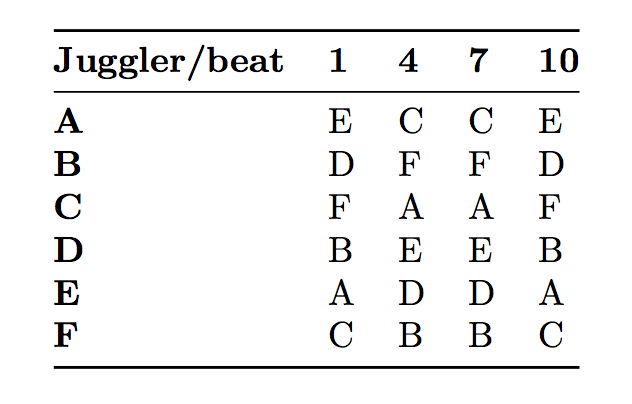 Juggler/beat 1 4 7 10
A E C C E
B D F F D
C F A A F
D B E E B
E A D D A
F C B B C